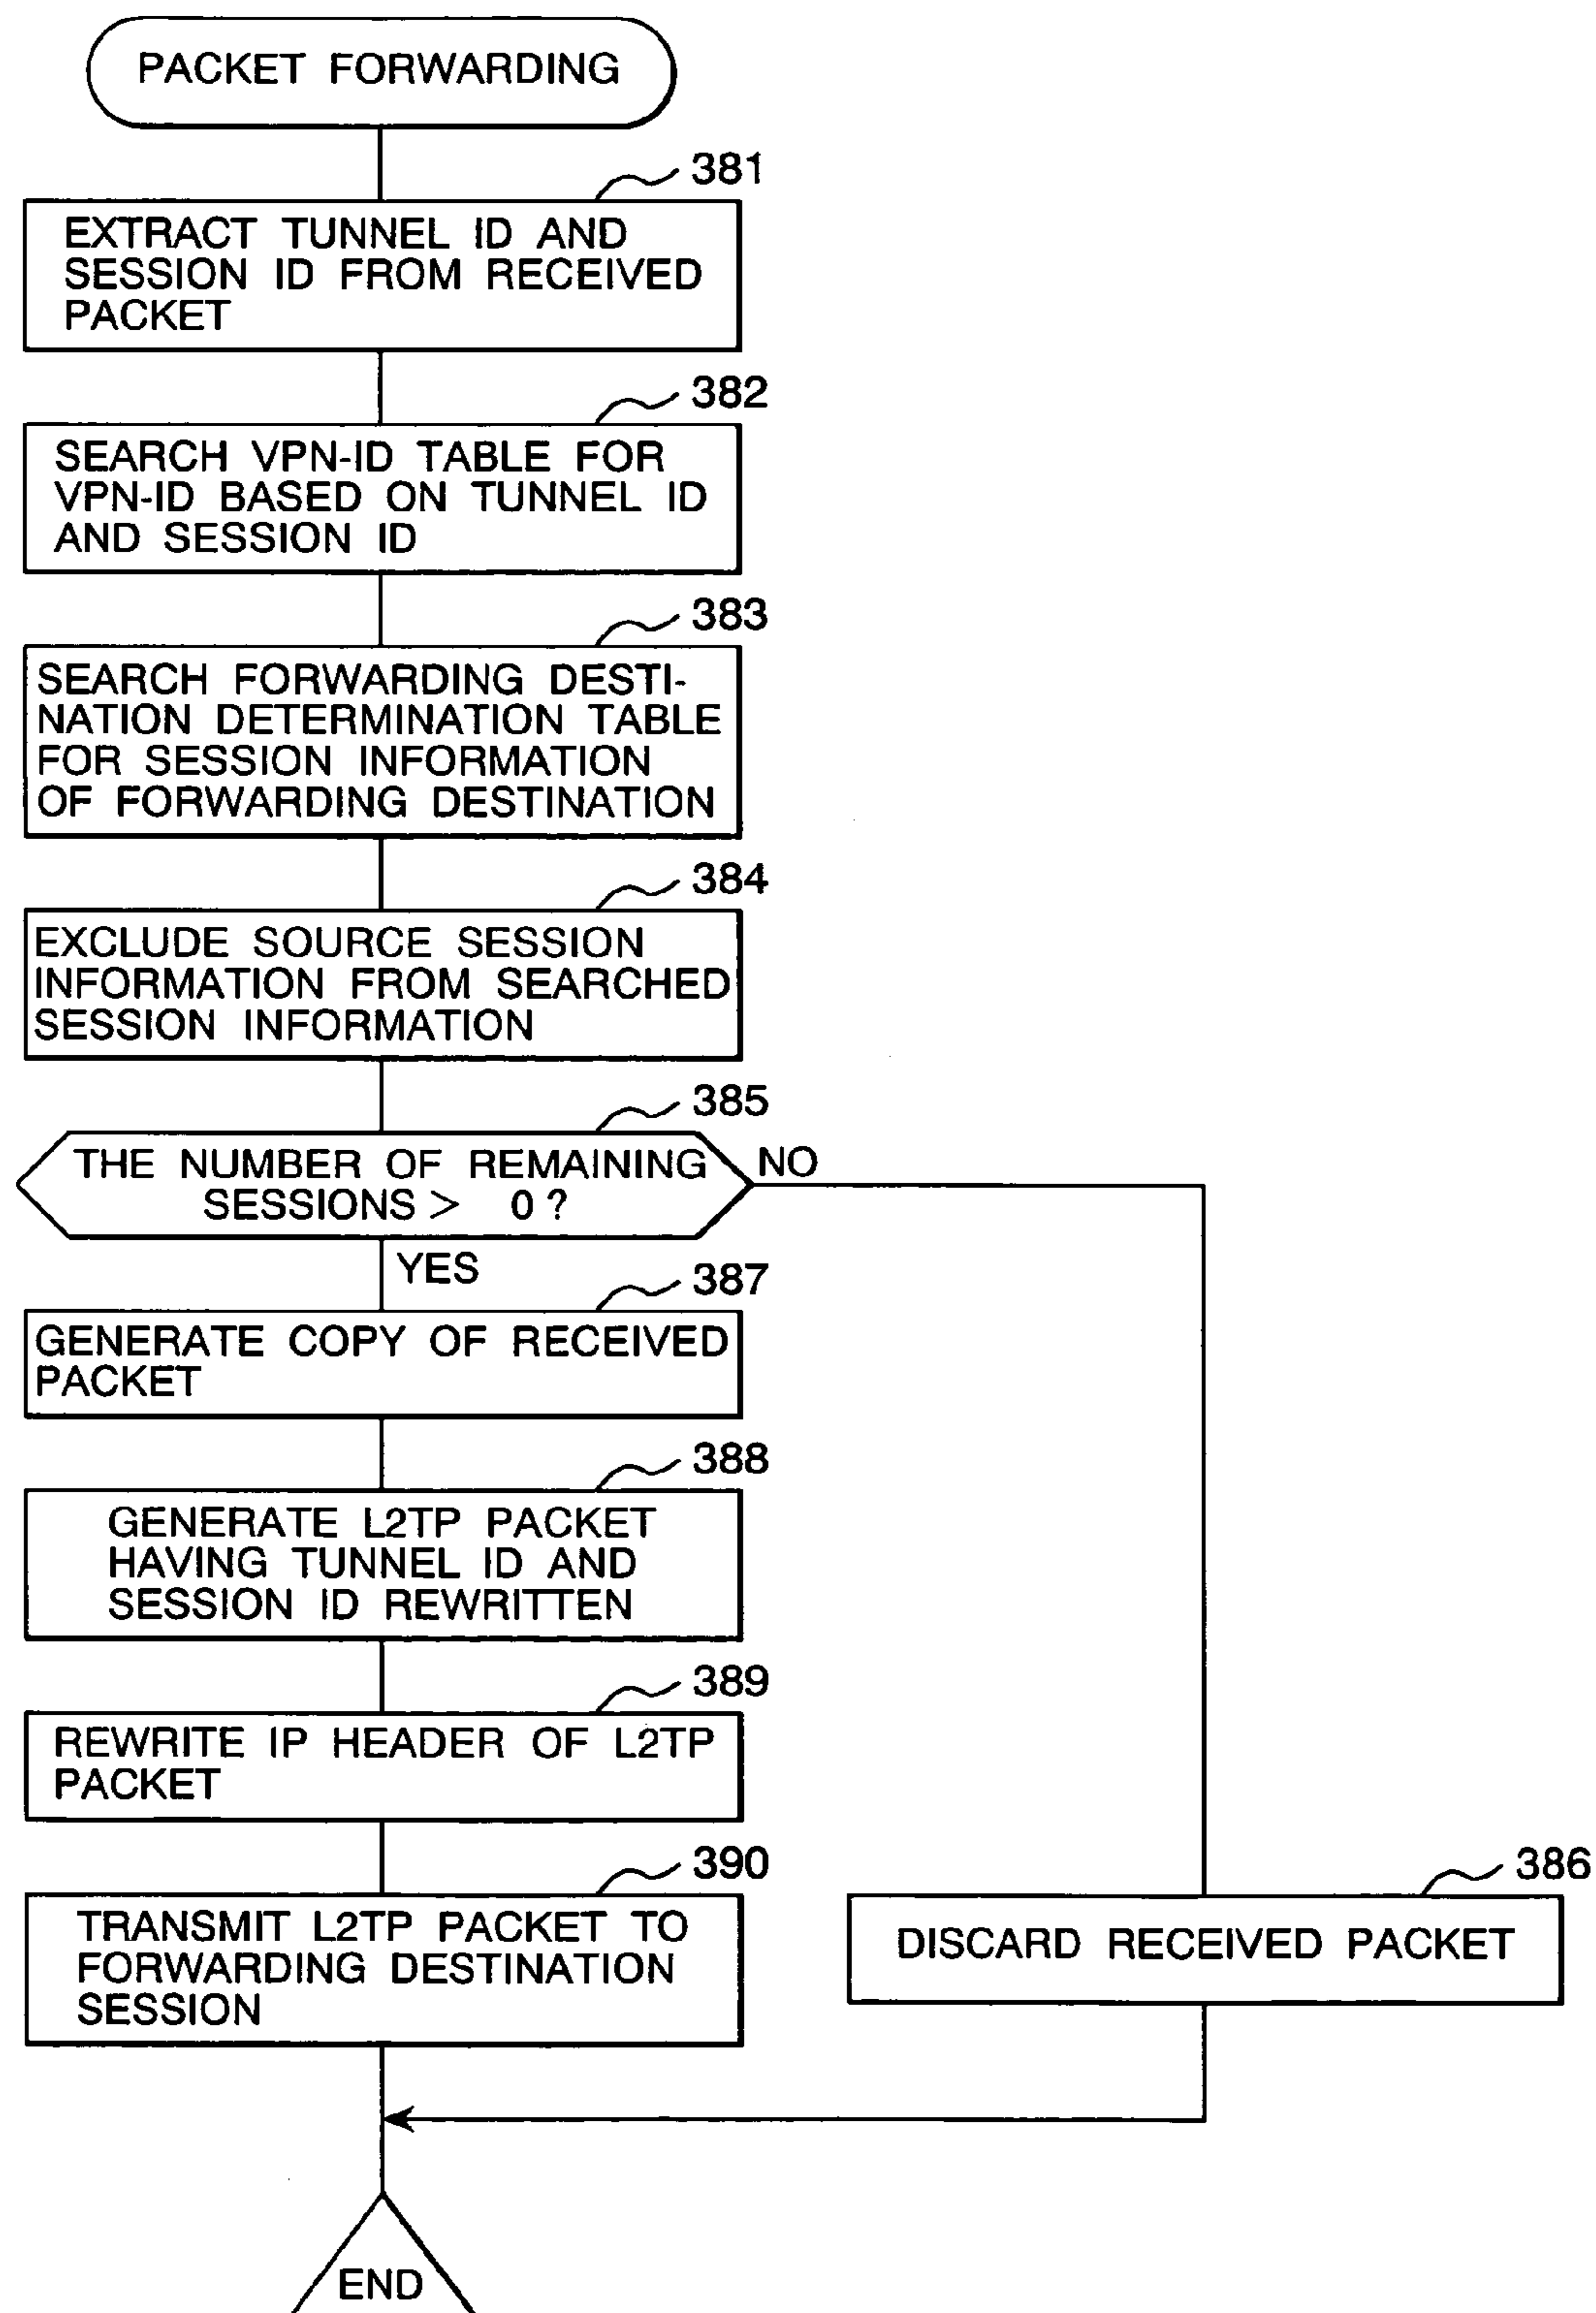 PACKET FORWARDING
381
EXTRACT TUNNEL ID AND
SESSION ID FROM RECEIVED
PACKET
382
SEARCH VPN-ID TABLE FOR
VPN-ID BASED ON TUNNEL ID
AND SESSION ID
383
SEARCH FORWARDING DESTI-
NATION DETERMINATION TABLE
FOR SESSION INFORMATION
OF FORWARDING DESTINATION
384
EXCLUDE SOURCE SESSION
INFORMATION FROM SEARCHED
SESSION INFORMATION
385
THE NUMBER OF REMAINING
SESSIONS > 0 ?
NO
YES
387
GENERATE COPY OF RECEIVED
PACKET
388
GENERATE L2TP PACKET
HAVING TUNNEL ID AND
SESSION ID REWRITTEN
389
REWRITE IP HEADER OF L2TP
PACKET
390
TRANSMIT L2TP PACKET TO
FORWARDING DESTINATION
SESSION
386
DISCARD RECEIVED PACKET
END